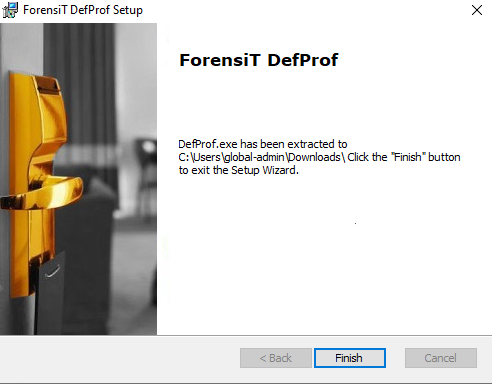 ForensiT DefProf Setup
ForensiT DefProf
DefProf.exe has been extracted to
C:\Users\global-admin\Downloads\ Click the "Finish" button
to exit the Setup Wizard.
< Back
Finish
Cancel